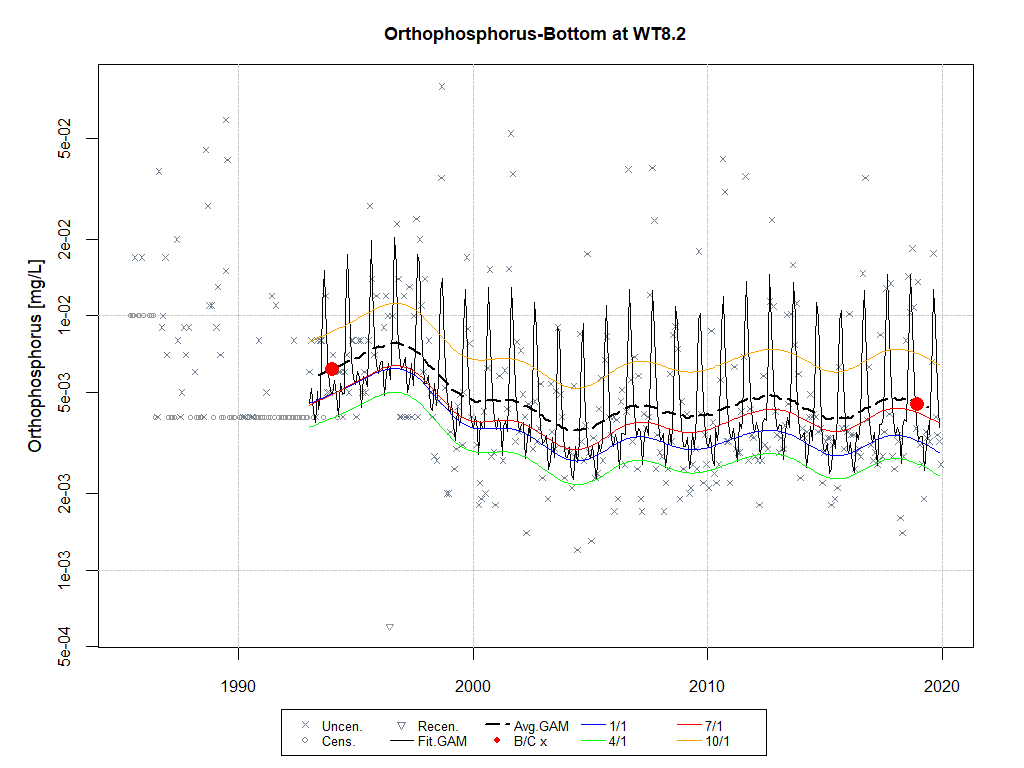 Orthophosphorus-Bottom at WT8.2
Orthophosphorus [mg/L]
5e-02
2e-02
1e-02
5e-03
2e-03
1e-03
5e-04
1990 2000 2010 2020
Uncen. Recen. Avg.GAM 1/1 7/1
Cens. Fit.GAM B/C x 4/1 10/1